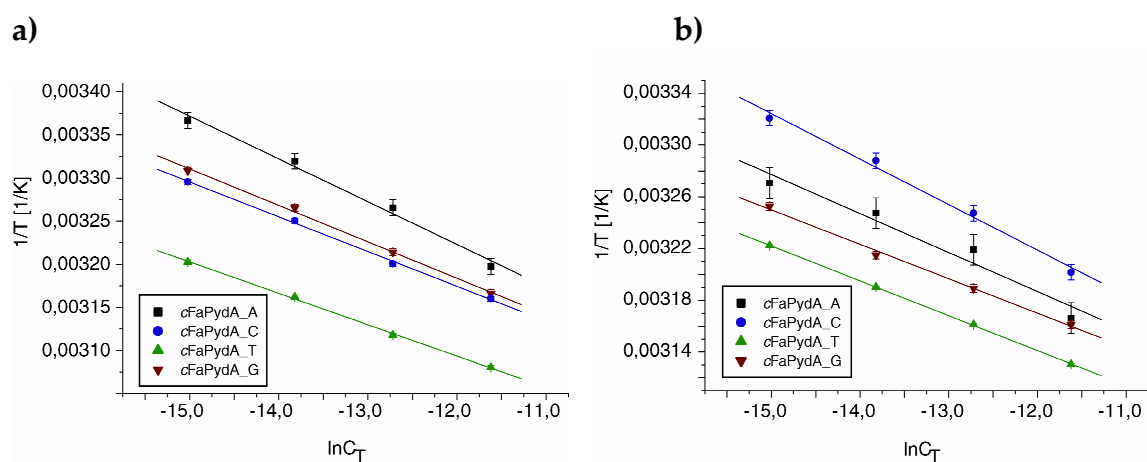 a)
1/T [1/K]
0,00340
0,00335
0,00330
0,00325
0,00320
0,00315
0,00310
cFaPydA_A
cFaPydA_C
cFaPydA_T
cFaPydA_G
-15,0 -14,0 -13,0 -12,0 -11,0
lnCT
b)
1/T [1/K]
0,00334
0,00330
0,00326
0,00322
0,00318
0,00314
cFaPydA_A
cFaPydA_C
cFaPydA_T
cFaPydA_G
-15,0 -14,0 -13,0 -12,0 -11,0
lnCT